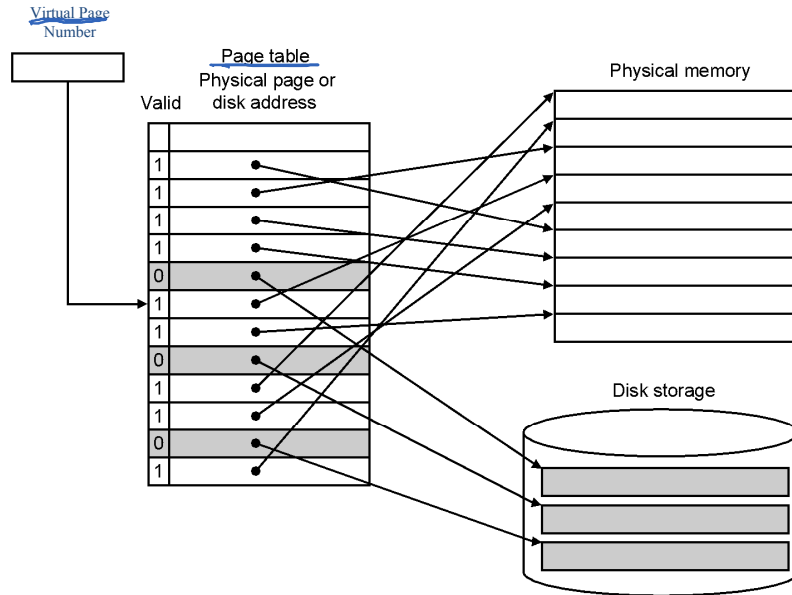 Virtual Page
Number
Page table
Physical page or
disk address
Valid
Physical memory
1
1
1
1
0
1
1
0
1
1
0
1
Disk storage